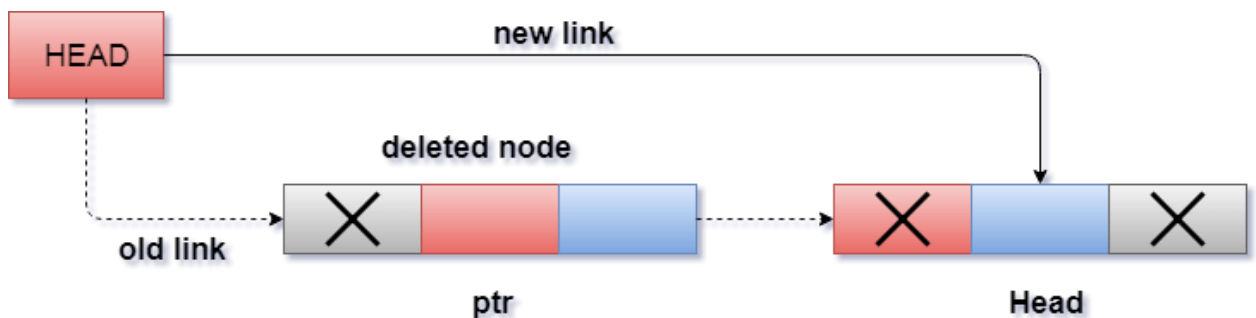 new link
HEAD
deleted node
old link
ptr
Head